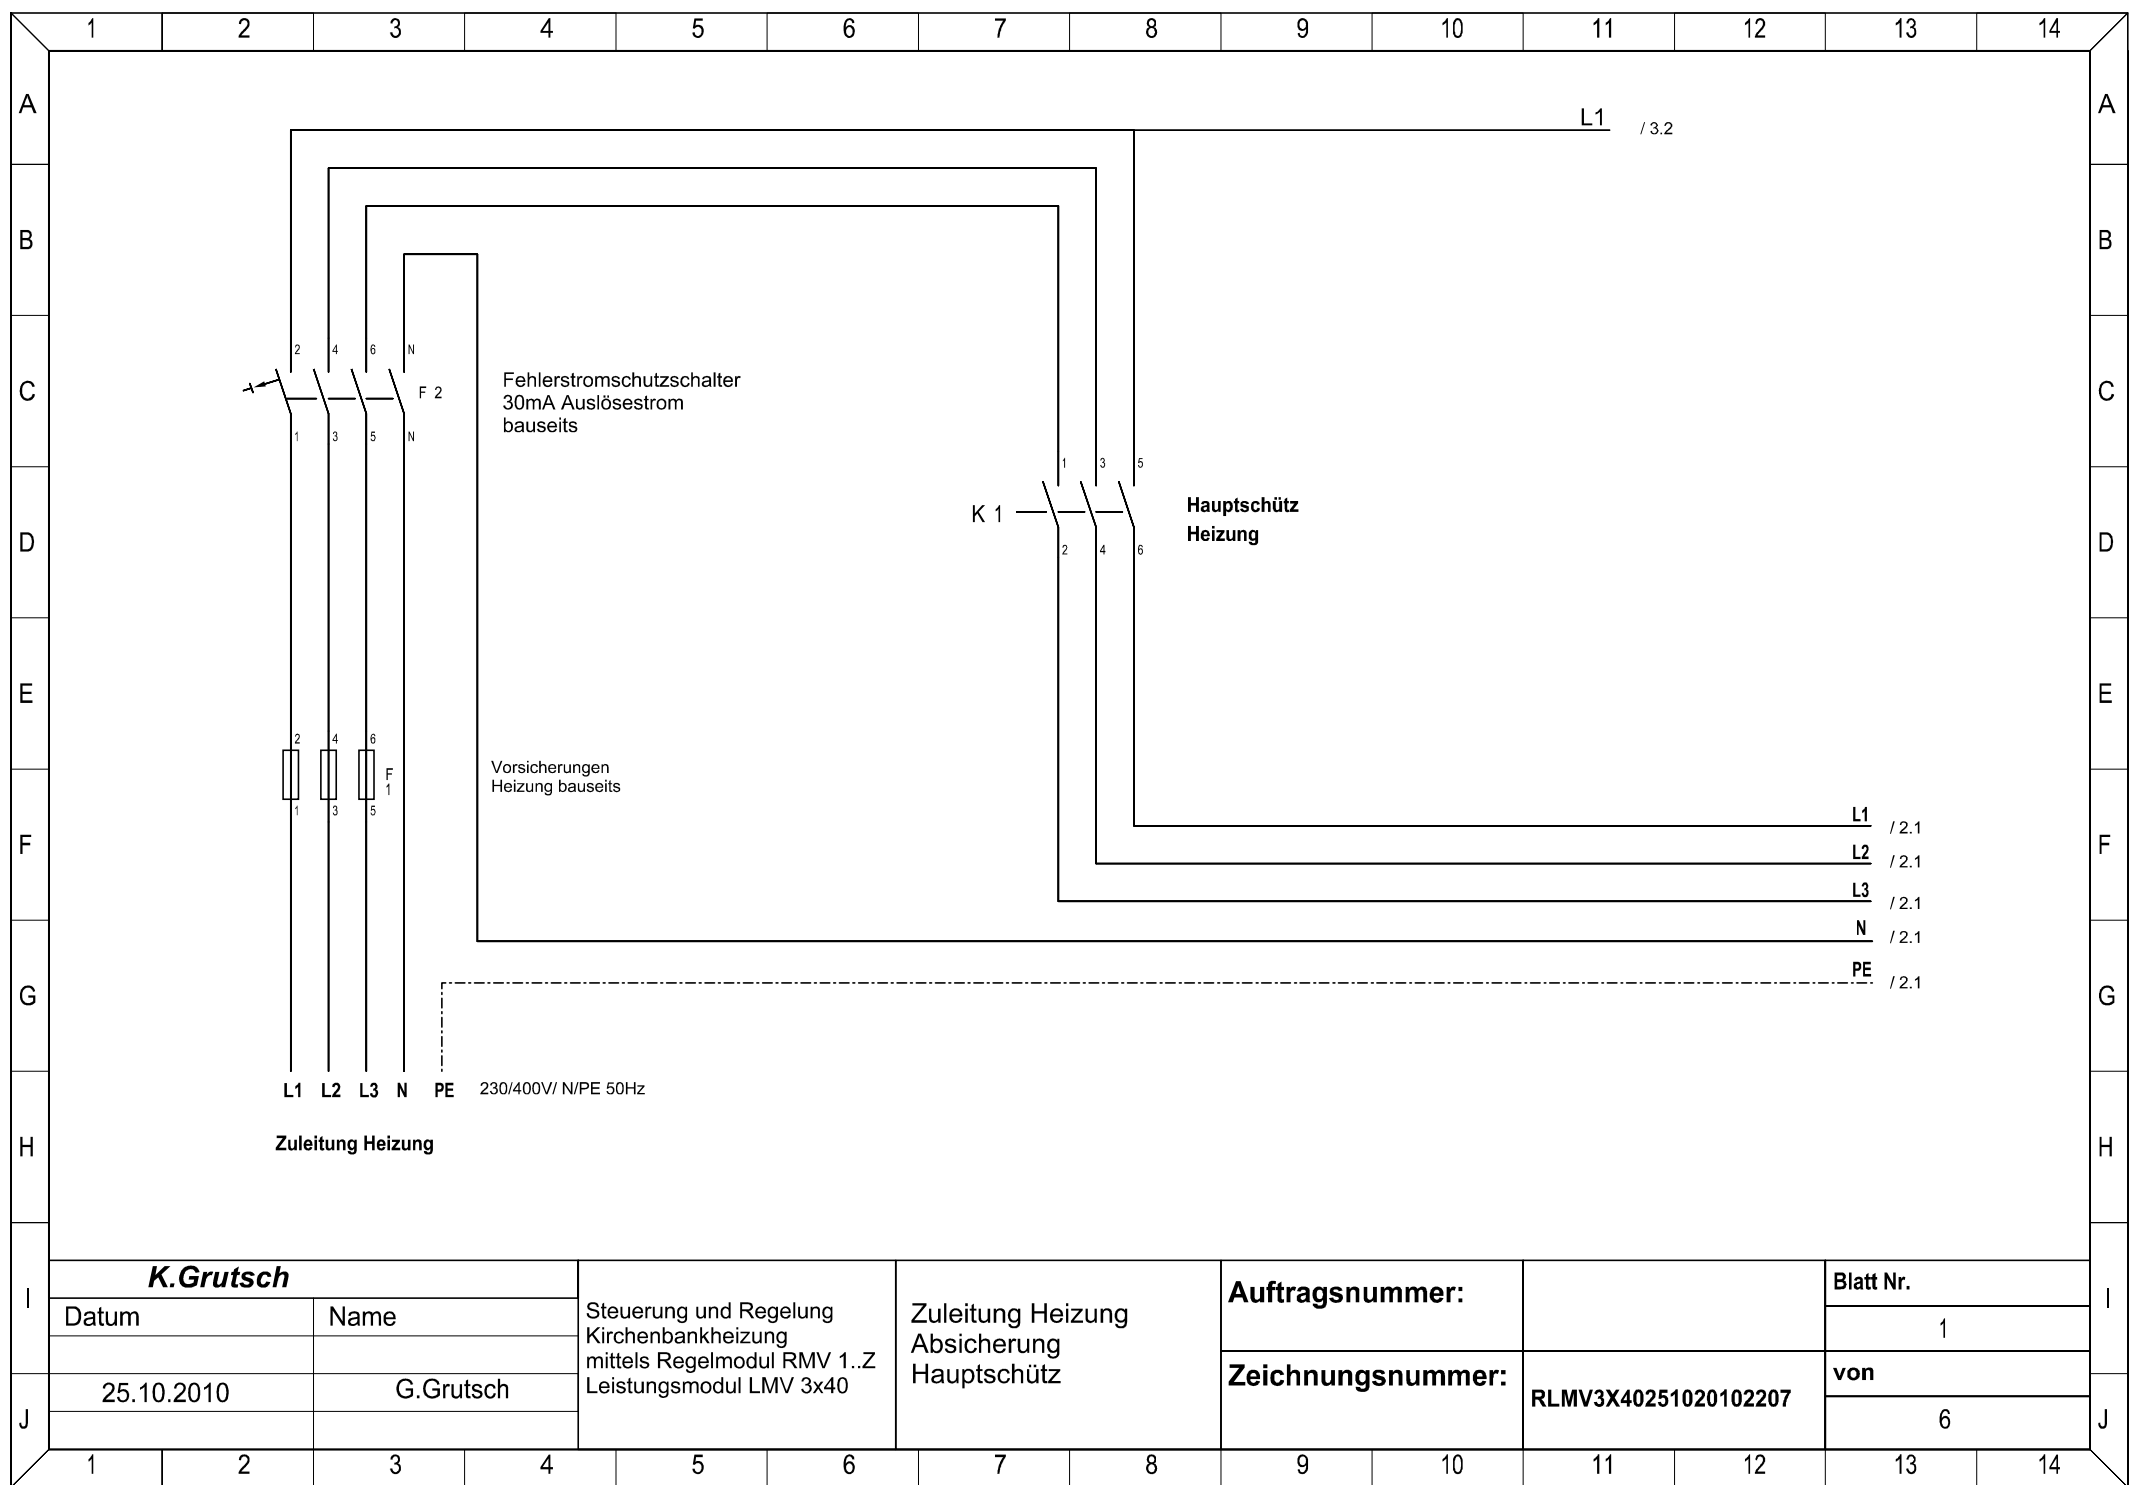 1 2 3 4 5 6 7 8 9 10 11 12 13 14
A A
L1 / 3.2
B B
2 4 6 N
C C
F 2
Fehlerstromschutzschalter
30mA Auslösestrom
bauseits
1 3 5 N
1 3 5
K 1
Hauptschütz
Heizung
D D
2 4 6
E E
2 4 6
F
1
Vorsicherungen
Heizung bauseits
1 3 5
L1 / 2.1
F F
L2 / 2.1
L3 / 2.1
N / 2.1
PE / 2.1
G G
L1 L2 L3 N PE 230/400V/ N/PE 50Hz
Zuleitung Heizung
H H
I I
K.Grutsch
Datum Name
25.10.2010 G.Grutsch
Steuerung und Regelung
Kirchenbankheizung
mittels Regelmodul RMV 1..Z
Leistungsmodul LMV 3x40
Zuleitung Heizung
Absicherung
Hauptschütz
Auftragsnummer:
Zeichnungsnummer:
RLMV3X40251020102207
Blatt Nr.
1
von
6
J J
1 2 3 4 5 6 7 8 9 10 11 12 13 14